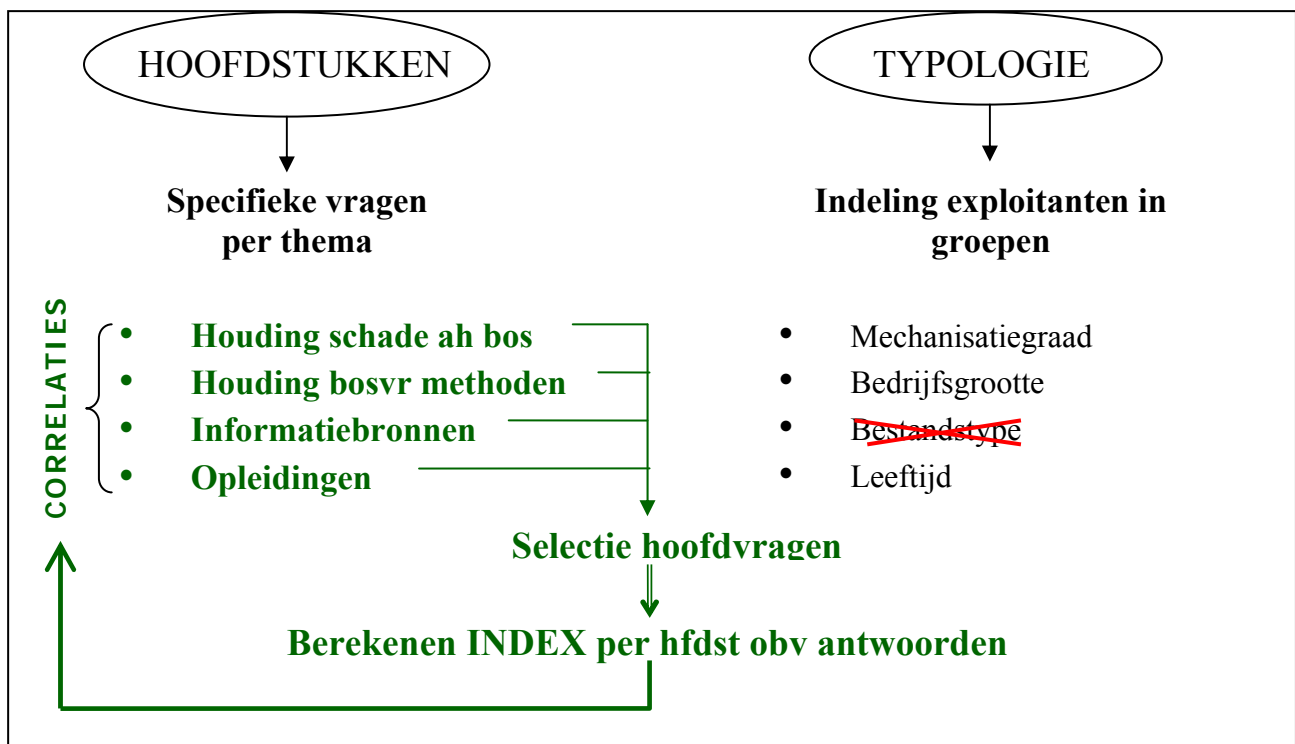 HOOFDSTUKKEN
TYPOLOGIE
Specifieke vragen
per thema
Indeling exploitanten in
groepen
CORRELATIES
• Houding schade ah bos
• Houding bosvr methoden
• Informatiebronnen
• Opleidingen
• Mechanisatiegraad
• Bedrijfsgrootte
• Bestandstype
• Leeftijd
Selectie hoofdvragen
Berekenen INDEX per hfdst obv antwoorden